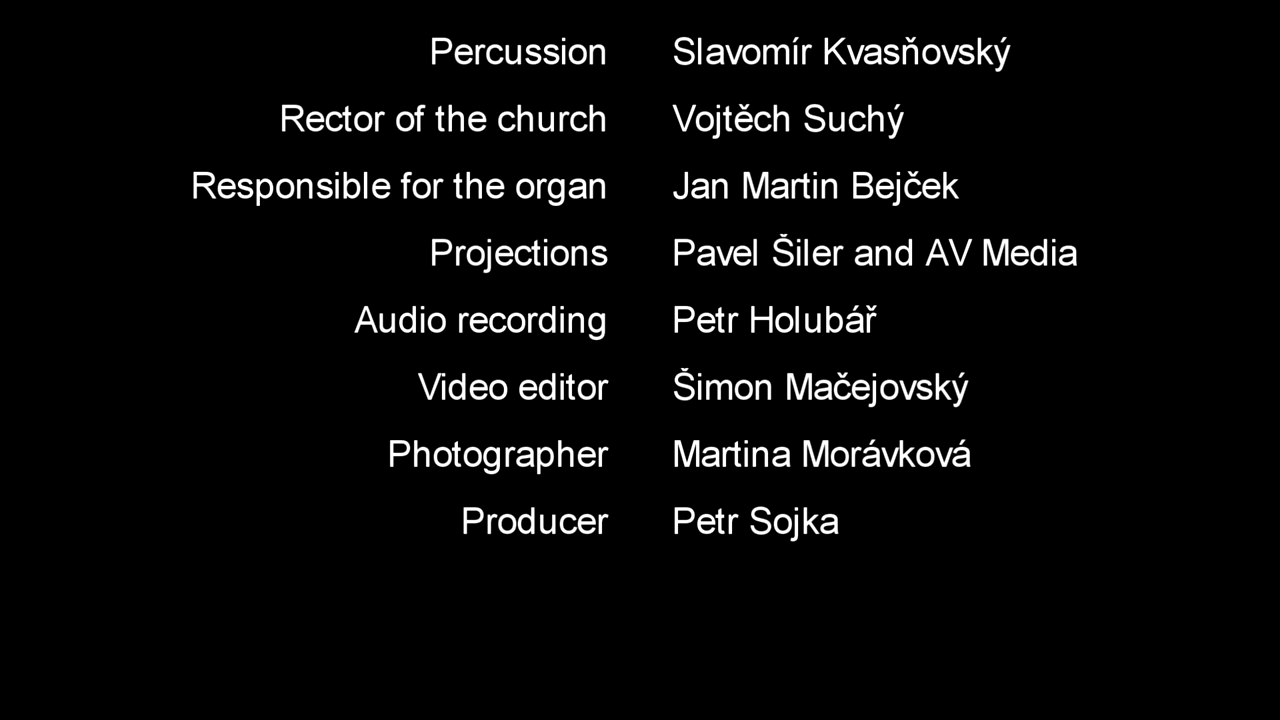 Percussion Slavomír Kvasňovský
Rector of the church Vojtěch Suchý
Responsible for the organ Jan Martin Bejček
Projections Pavel Šiler and AV Media
Audio recording Petr Holubář
Video editor Šimon Mačejovský
Photographer Martina Morávková
Producer Petr Sojka